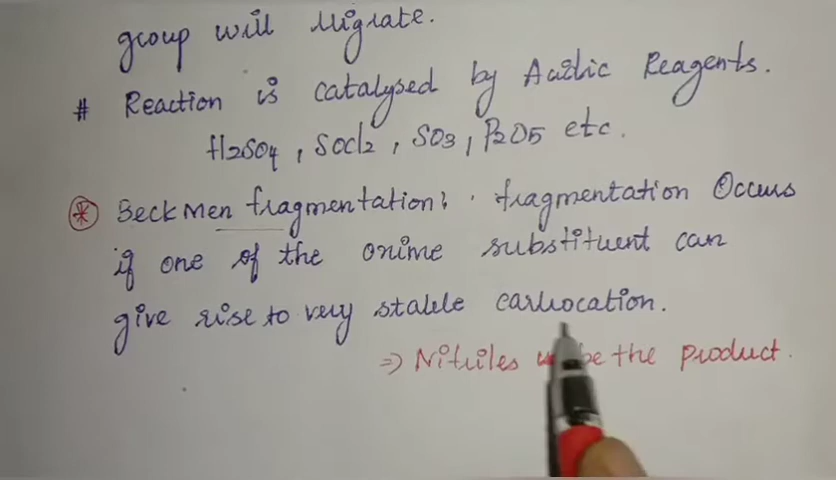 group will Migrate.
# Reaction is catalysed by Acidic Reagents.
H2SO4, SOCl2, SO3, P2O5 etc.
* Beckmen fragmentation: fragmentation Occurs
if one of the oxime substituent can
give rise to very stable carbocation.
⇒ Nitriles be the product.